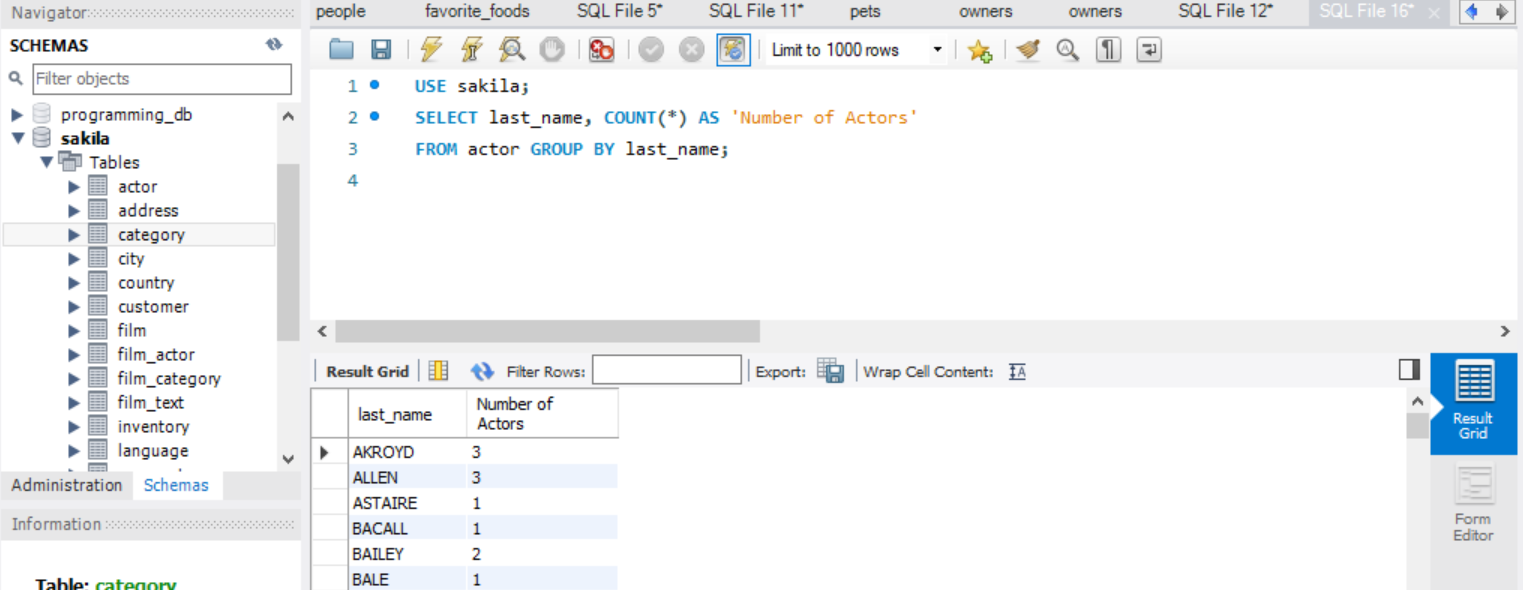 Navigator
people favorite_foods SQL File 5* SQL File 11* pets owners owners SQL File 12* SQL File 16*
SCHEMAS
Filter objects
Limit to 1000 rows
programming_db
sakila
Tables
actor
address
category
city
country
customer
film
film_actor
film_category
film_text
inventory
language
Administration Schemas
Information
Table: category
1 USE sakila;
2 SELECT last_name, COUNT(*) AS 'Number of Actors'
3 FROM actor GROUP BY last_name;
4
Result Grid Filter Rows: Export: Wrap Cell Content:
last_name Number of
Actors
AKROYD 3
ALLEN 3
ASTAIRE 1
BACALL 1
BAILEY 2
BALE 1
Result
Grid
Form
Editor